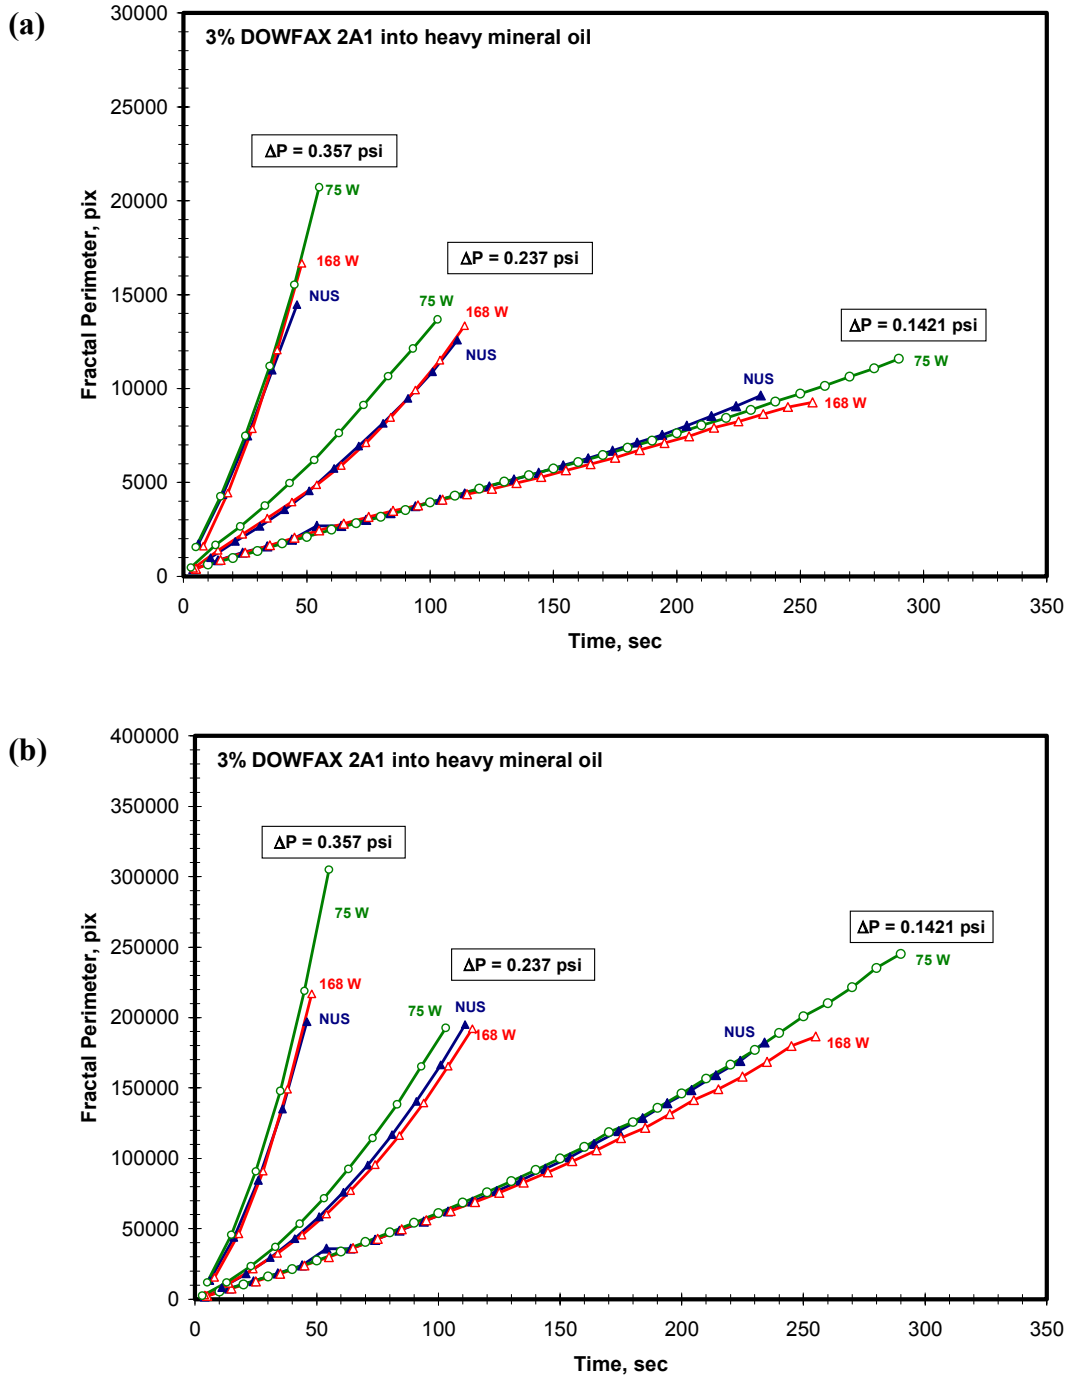 (a)
30000
3% DOWFAX 2A1 into heavy mineral oil
25000
ΔP = 0.357 psi
20000
75 W
ΔP = 0.237 psi
168 W
15000
NUS
75 W
168 W
ΔP = 0.1421 psi
NUS
75 W
10000
NUS
168 W
5000
0
Fractal Perimeter, pix
0 50 100 150 200 250 300 350
Time, sec
(b)
400000
3% DOWFAX 2A1 into heavy mineral oil
350000
ΔP = 0.357 psi
300000
75 W
ΔP = 0.1421 psi
250000
ΔP = 0.237 psi
75 W
168 W
NUS
75 W
200000
NUS
168 W
NUS
168 W
150000
100000
50000
0
Fractal Perimeter, pix
0 50 100 150 200 250 300 350
Time, sec